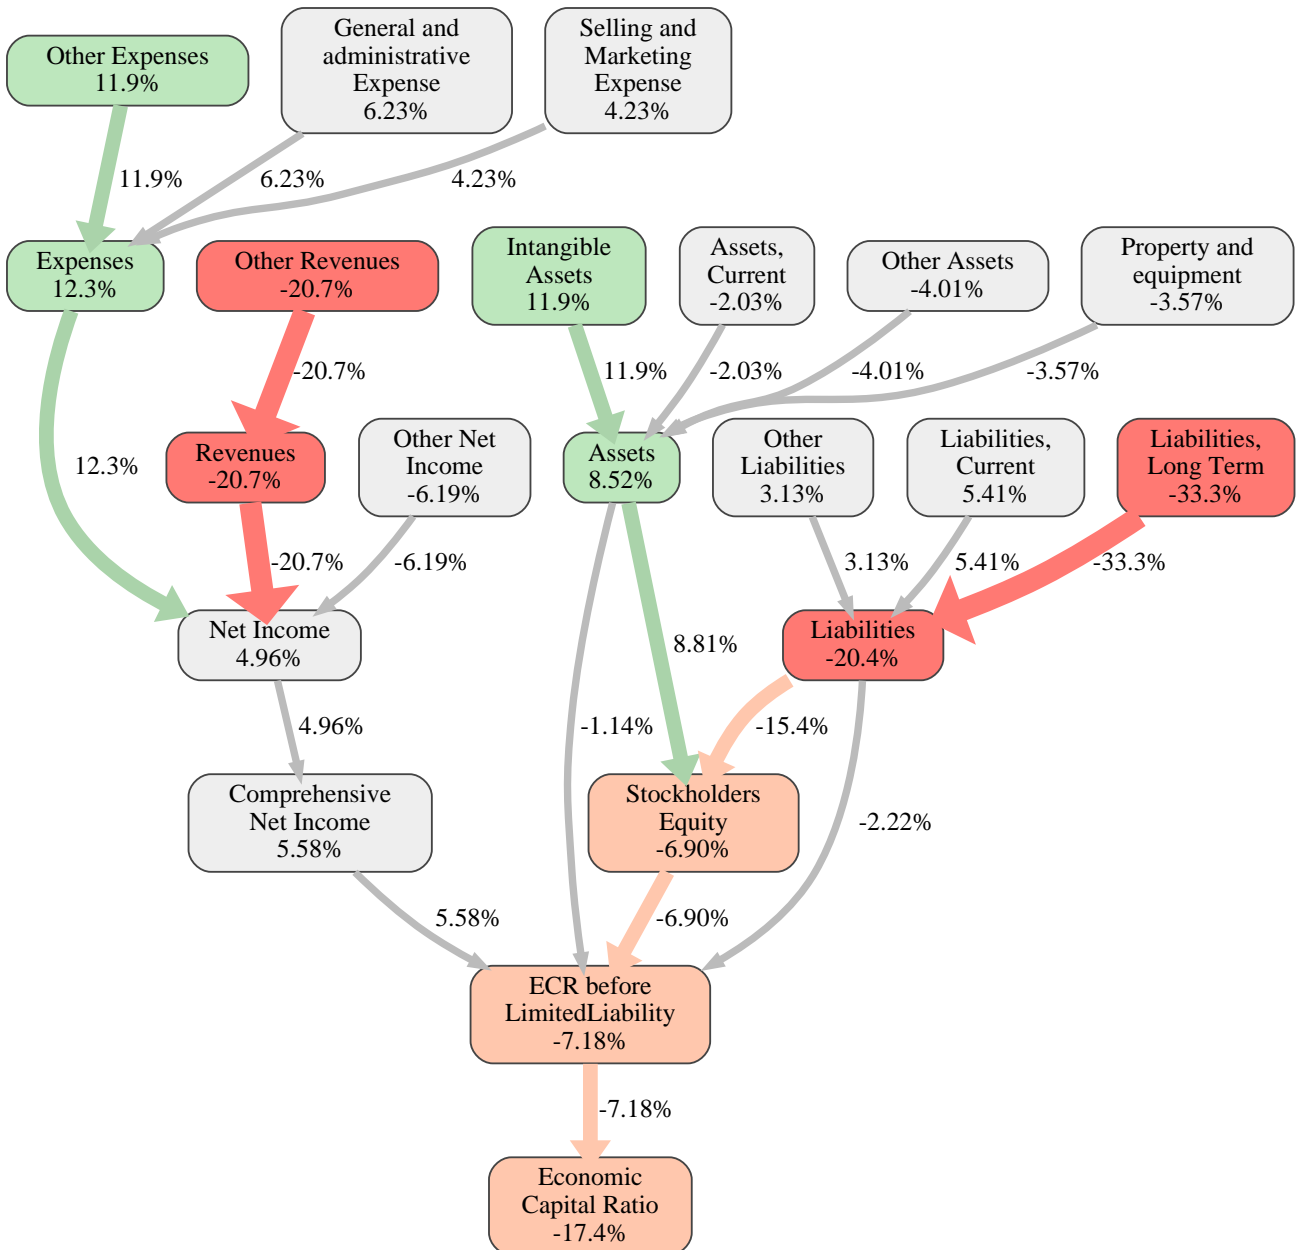 Other Expenses
11.9%
General and
administrative
Expense
6.23%
Selling and
Marketing
Expense
4.23%
11.9%
6.23%
4.23%
Expenses
12.3%
Other Revenues
-20.7%
Intangible
Assets
11.9%
Assets,
Current
-2.03%
Other Assets
-4.01%
Property and
equipment
-3.57%
-20.7%
11.9%
-2.03%
-4.01%
-3.57%
12.3%
Revenues
-20.7%
Other Net
Income
-6.19%
Assets
8.52%
Other
Liabilities
3.13%
Liabilities,
Current
5.41%
Liabilities,
Long Term
-33.3%
-20.7%
-6.19%
3.13%
5.41%
-33.3%
Net Income
4.96%
8.81%
Liabilities
-20.4%
4.96%
-1.14%
-15.4%
Comprehensive
Net Income
5.58%
Stockholders
Equity
-6.90%
-2.22%
5.58%
-6.90%
ECR before
LimitedLiability
-7.18%
-7.18%
Economic
Capital Ratio
-17.4%